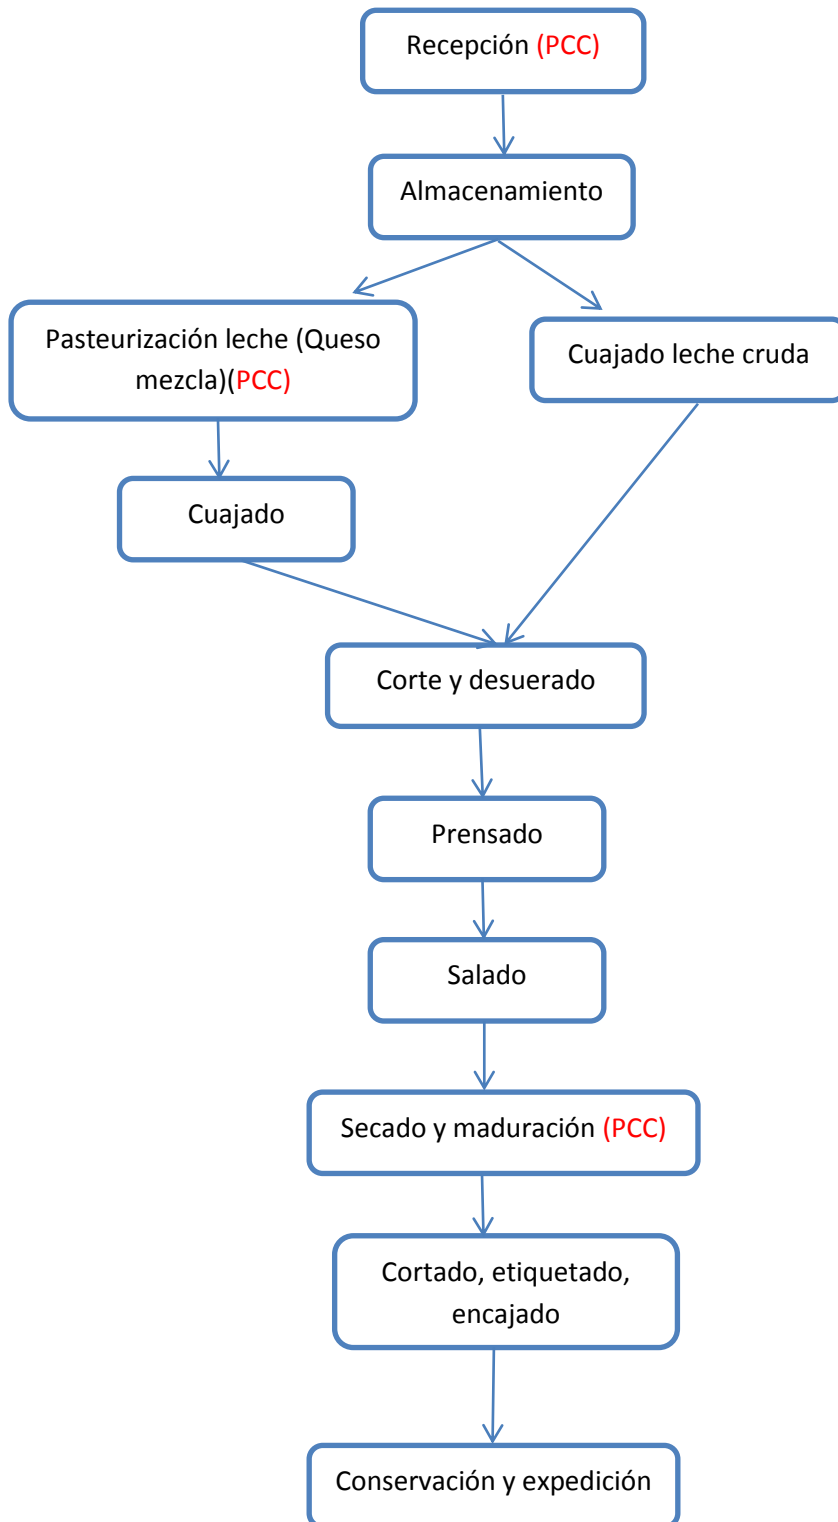 Recepción (PCC)
Almacenamiento
Pasteurización leche (Queso
mezcla)(PCC)
Cuajado leche cruda
Cuajado
Corte y desuerado
Prensado
Salado
Secado y maduración (PCC)
Cortado, etiquetado,
encajado
Conservación y expedición